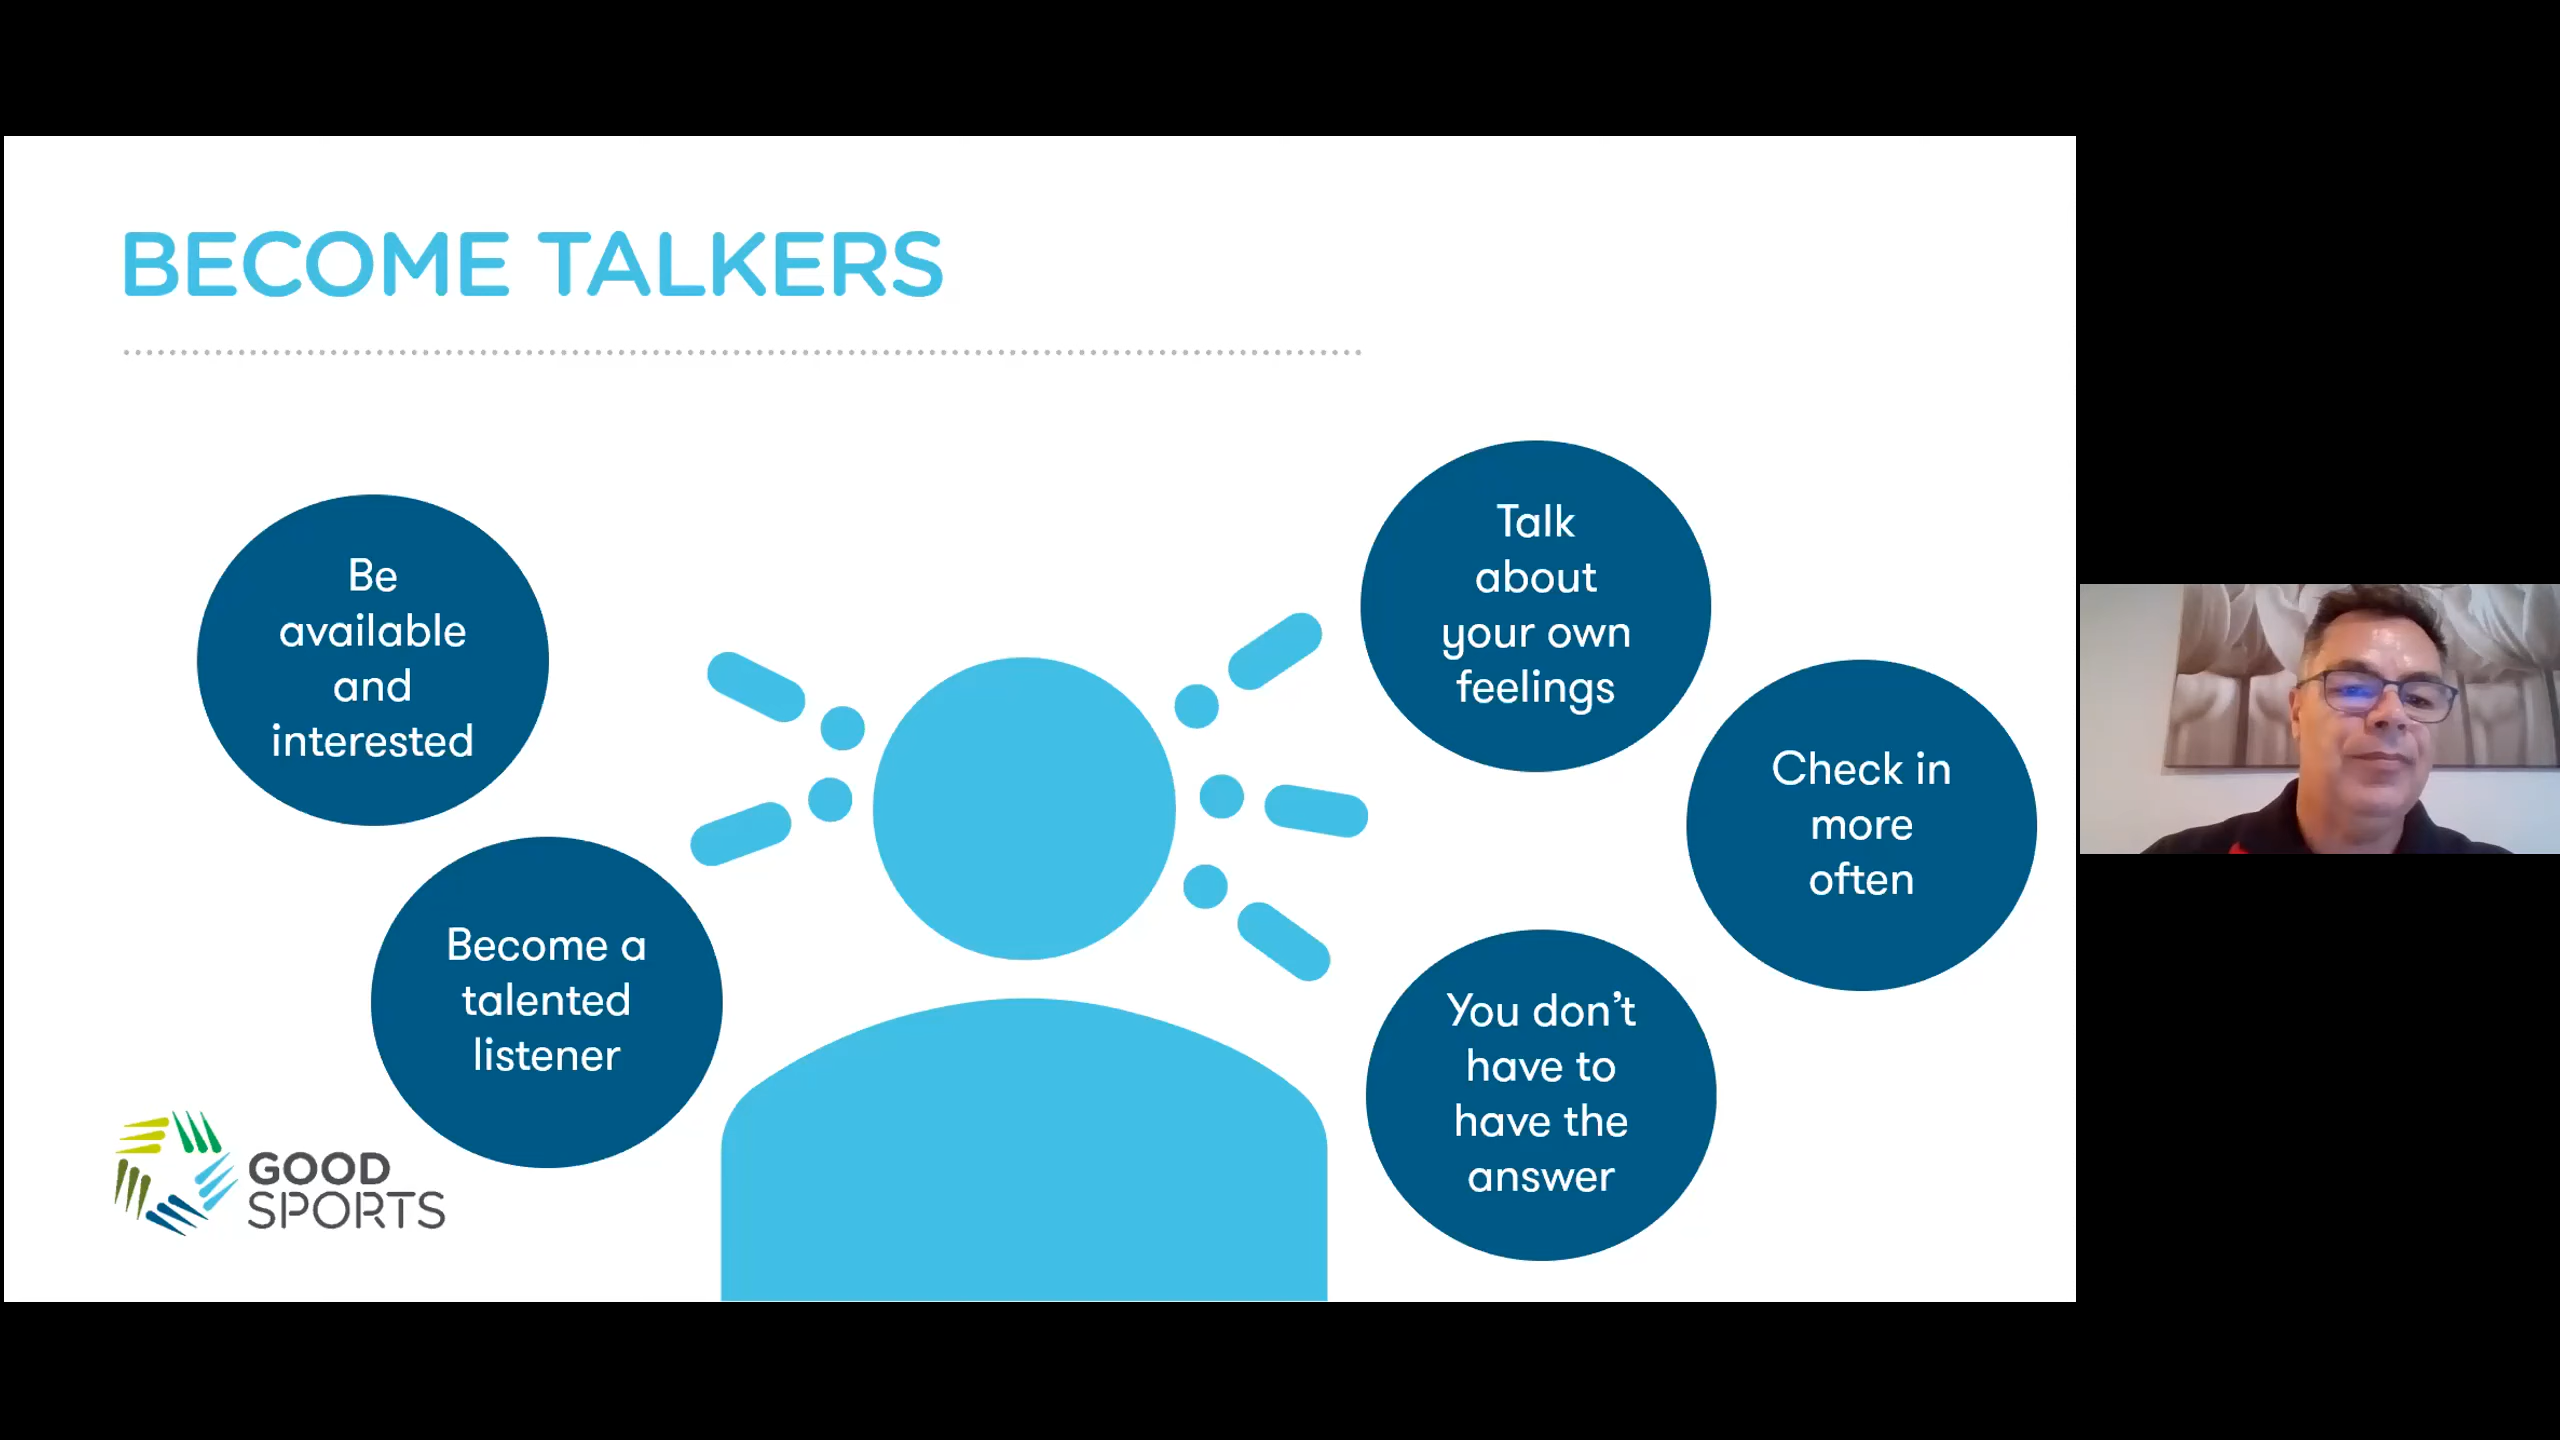 BECOME TALKERS
Be
available
and
interested
Become a
talented
listener
Talk
about
your own
feelings
Check in
more
often
You don’t
have to
have the
answer
GOOD
SPORTS